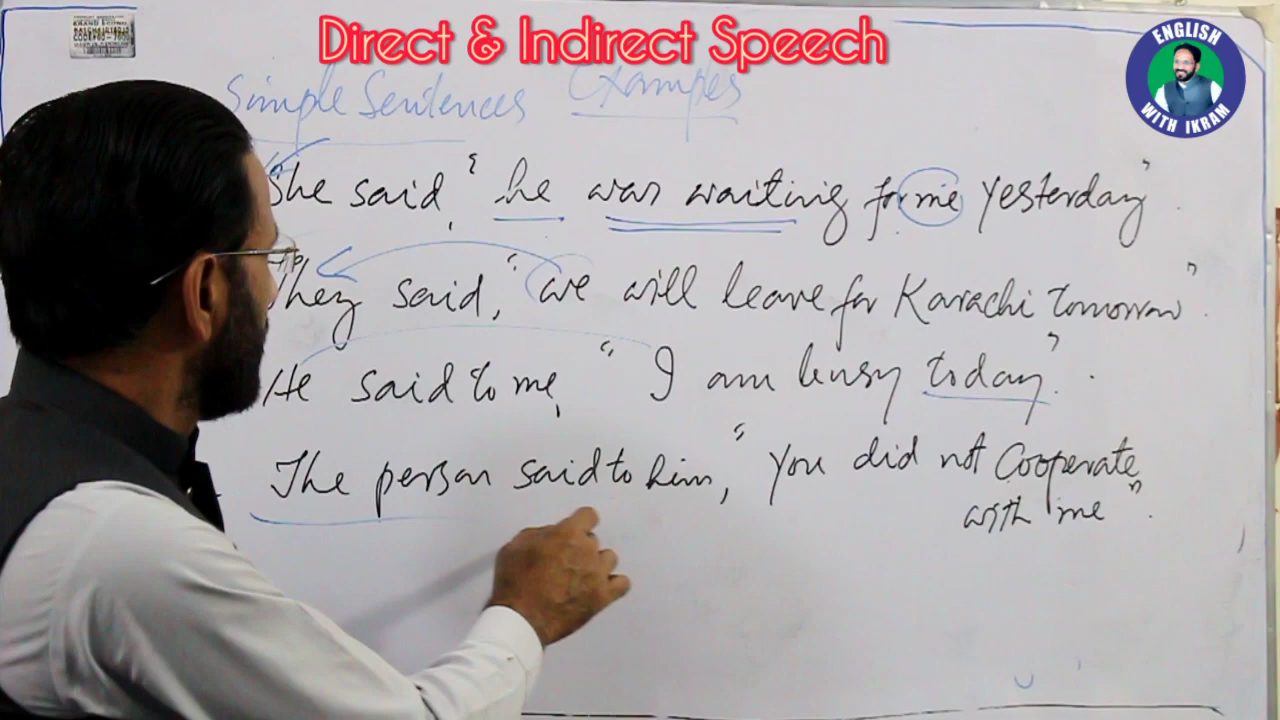 Direct & Indirect Speech
ENGLISH
WITH IKRAM
Simple Sentences Exampes
She said, "he was waiting for me yesterday".
They said, "we will leave for Karachi tomorrow".
He said to me, "I am busy today".
The person said to him, "you did not Cooperate
with me".